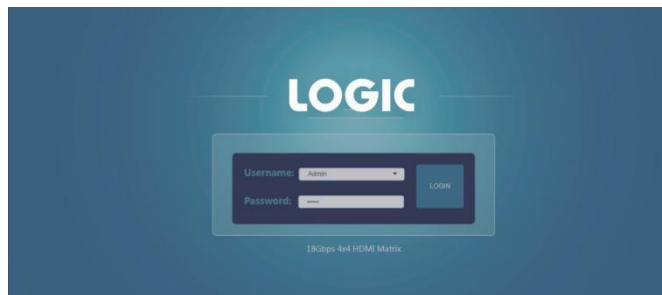 LOGIC
Username: Admin
Password:
LOGIN
18Gbps 4x4 HDMI Matrix